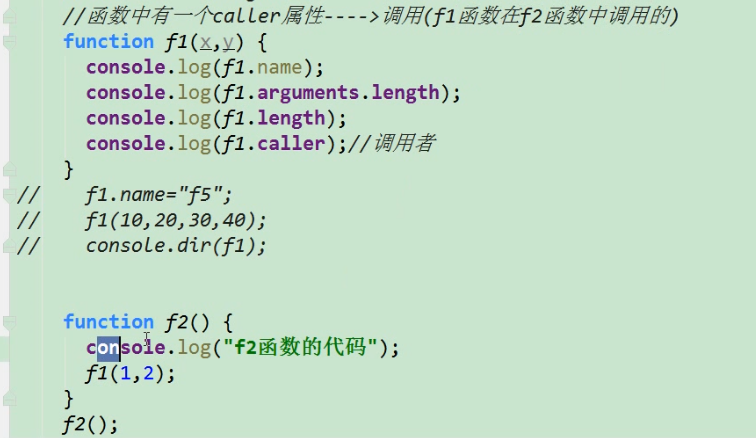 //函数中有一个caller属性---->调用(f1函数在f2函数中调用的)
function f1(x,y) {
console.log(f1.name);
console.log(f1.arguments.length);
console.log(f1.length);
console.log(f1.caller);//调用者
}
// f1.name="f5";
// f1(10,20,30,40);
// console.dir(f1);
function f2() {
console.log("f2函数的代码");
f1(1,2);
}
f2();